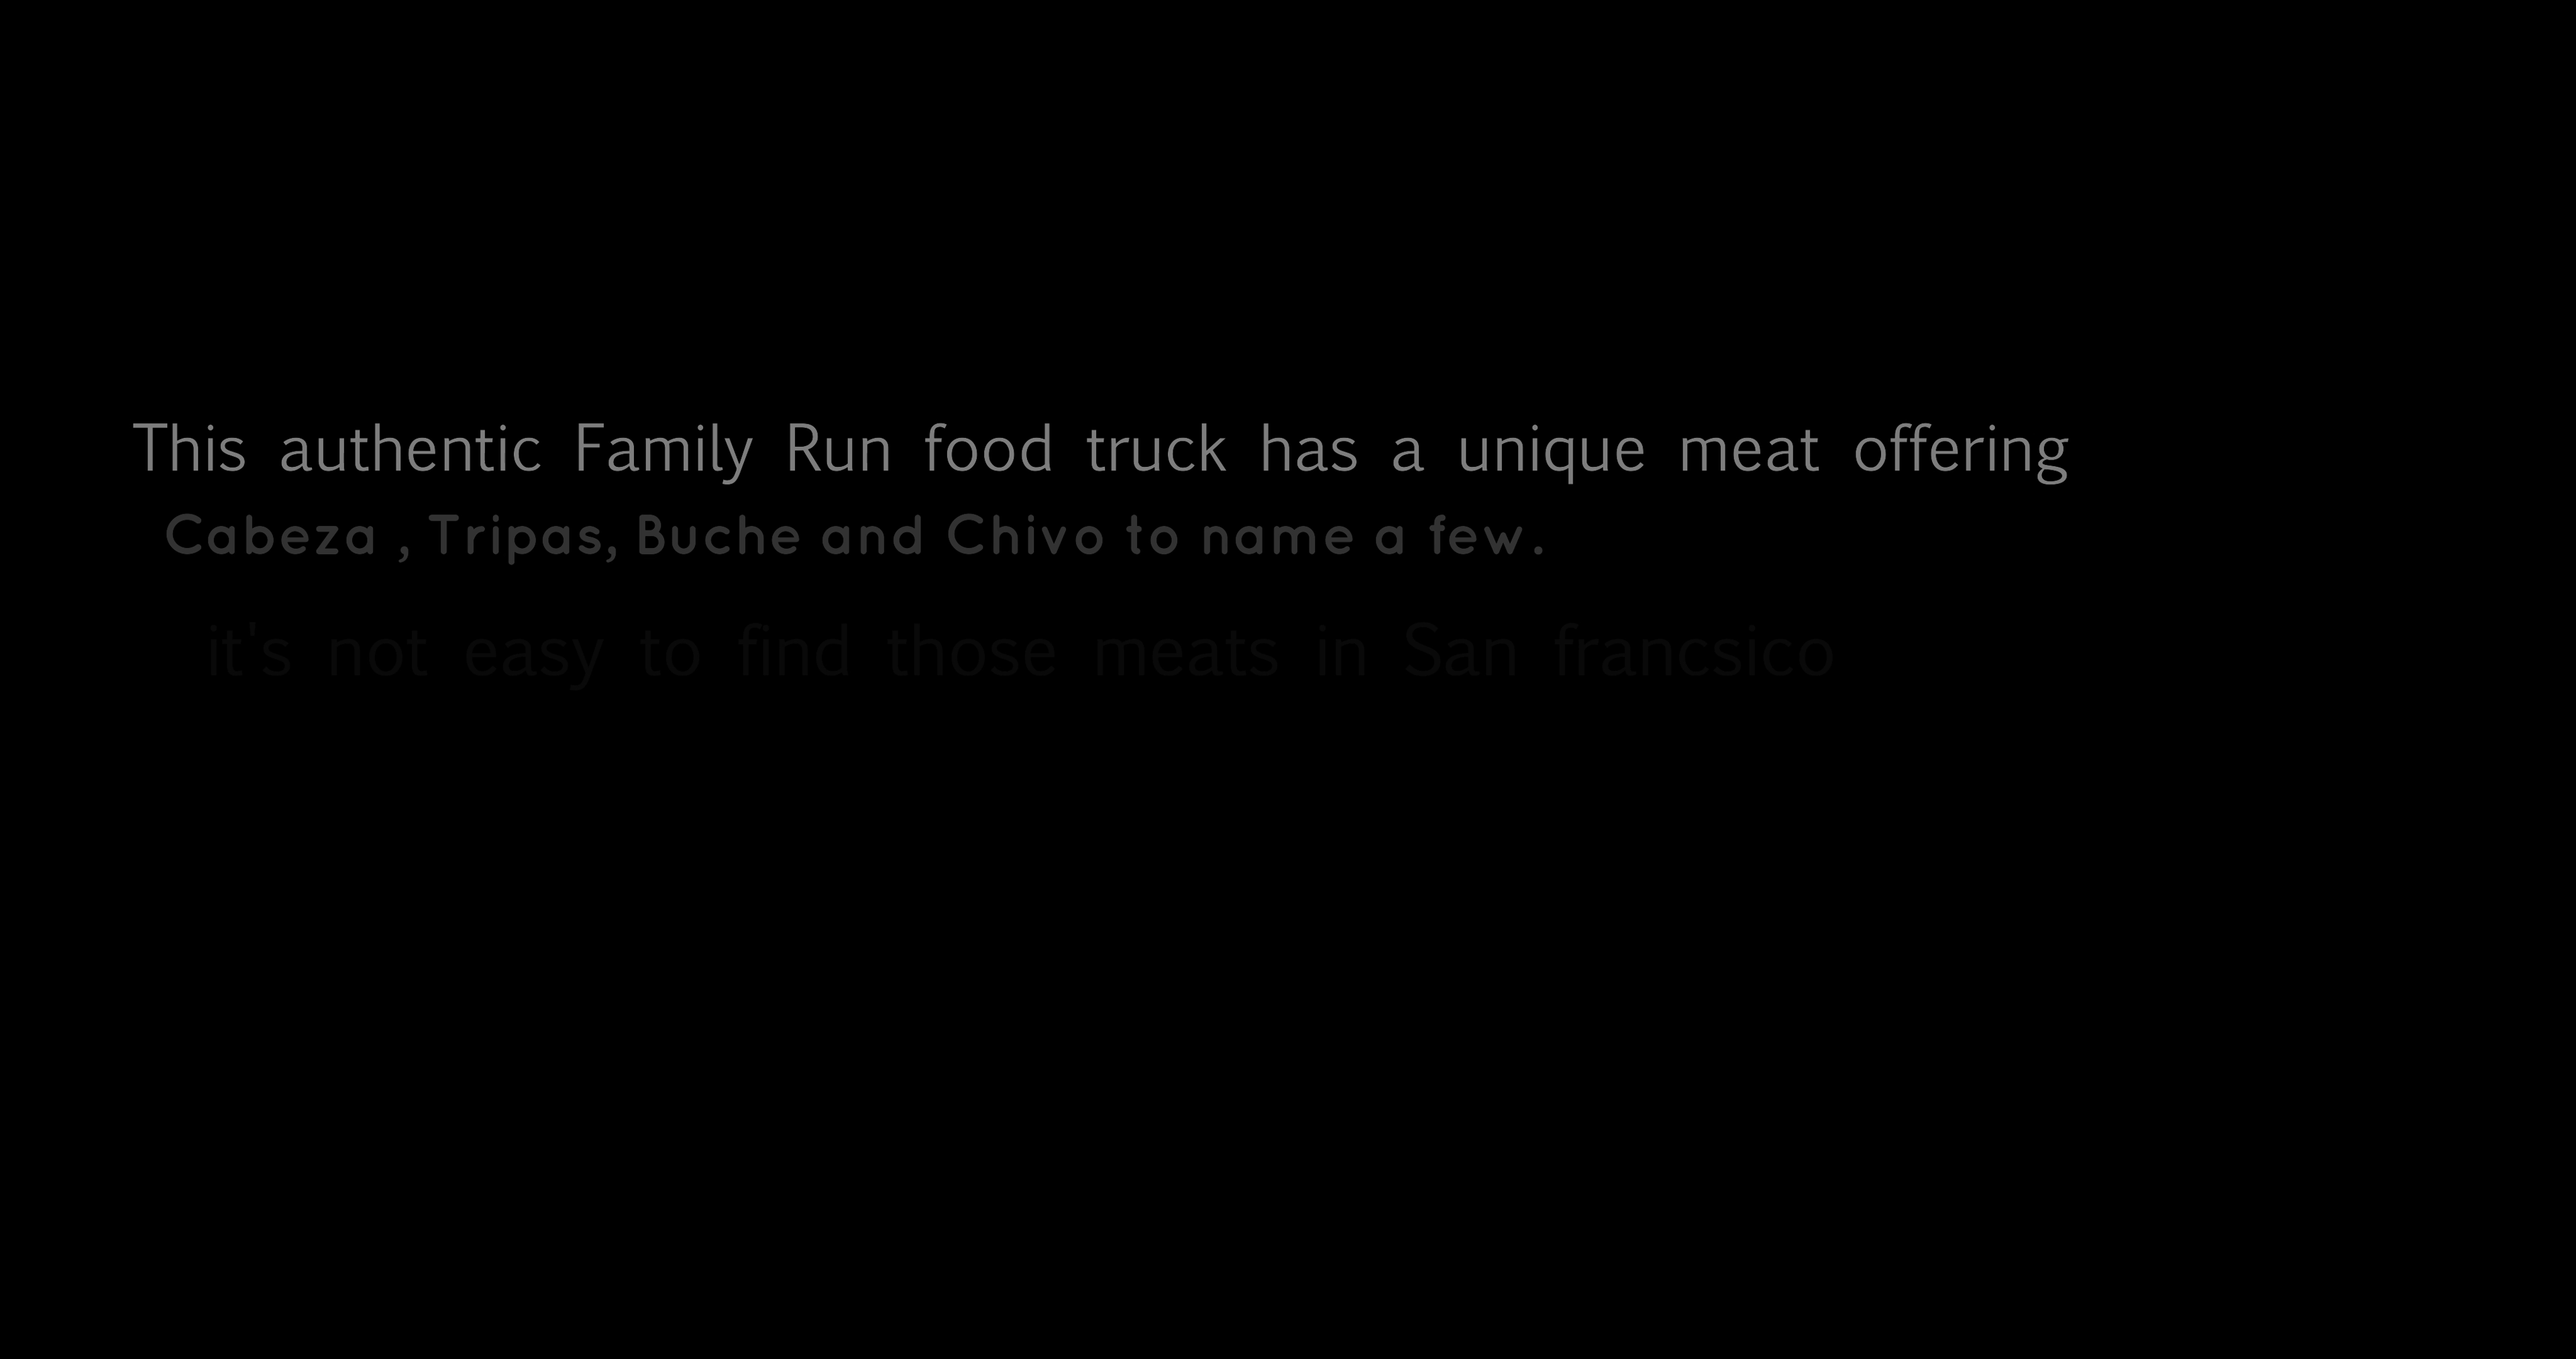 This authentic Family Run food truck has a unique meat offering
Cabeza , Tripas, Buche and Chivo to name a few.
it's not easy to find those meats in San francsico